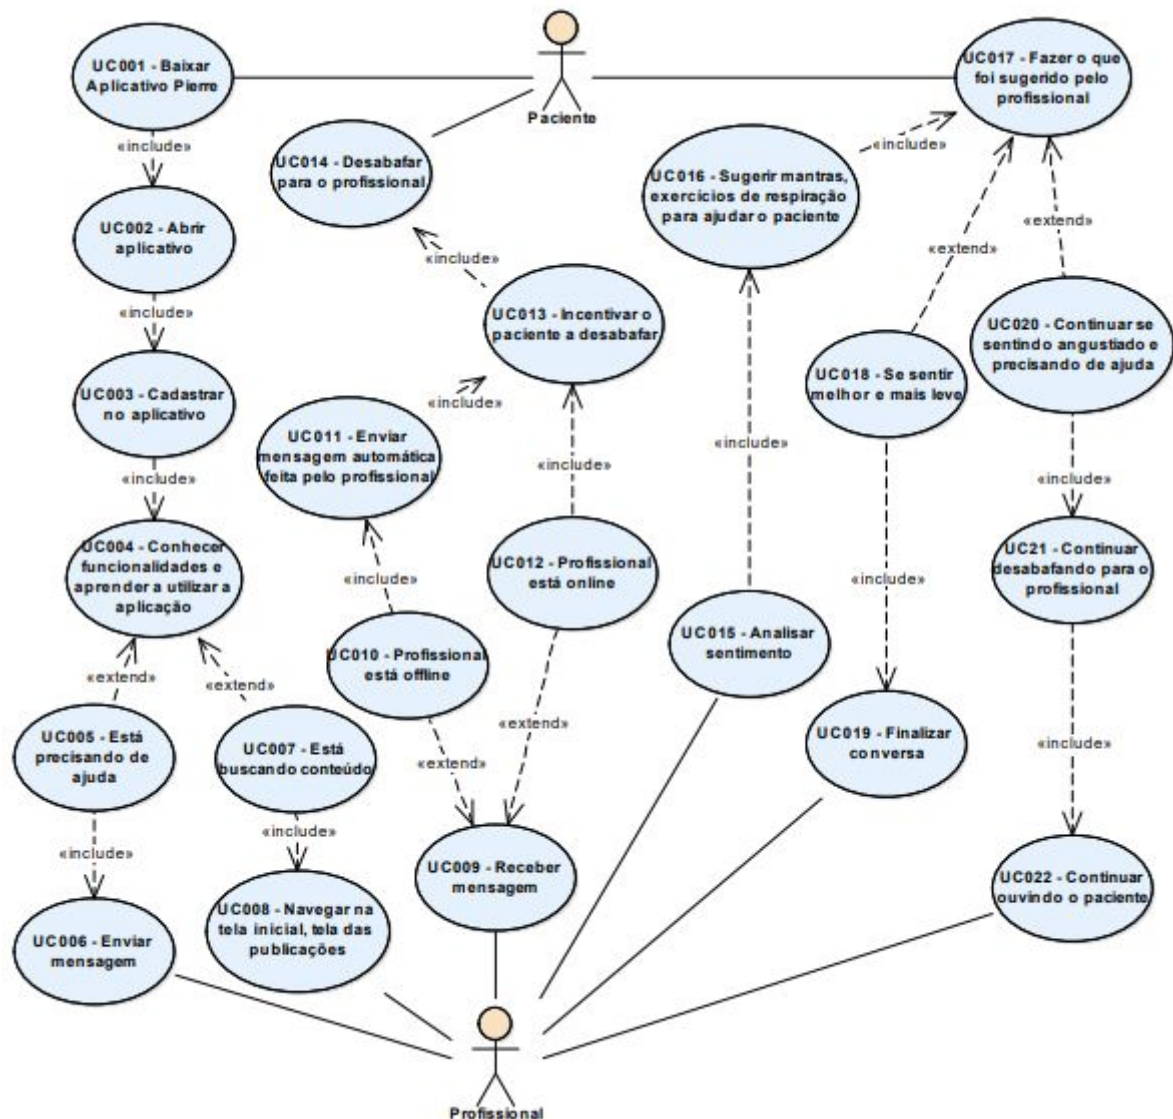 Paciente
UC001 - Baixar
Aplicativo Pierre
«include»
UC002 - Abrir
aplicativo
«include»
UC003 - Cadastrar
no aplicativo
«include»
UC004 - Conhecer
funcionalidades e
aprender a utilizar a
aplicação
«extend»
«extend»
UC005 - Está
precisando de
ajuda
«include»
UC006 - Enviar
mensagem
UC007 - Está
buscando conteúdo
«include»
UC008 - Navegar na
tela inicial, tela das
publicações
UC014 - Desabafar
para o profissional
«include»
UC013 - Incentivar o
paciente a desabafar
«include»
UC011 - Enviar
mensagem automática
feita pelo profissional
«include»
«include»
UC012 - Profissional
está online
UC010 - Profissional
está offline
«extend»
«extend»
UC009 - Receber
mensagem
UC017 - Fazer o que
foi sugerido pelo
profissional
«include»
UC016 - Sugerir mantras,
exercícios de respiração
para ajudar o paciente
«include»
UC015 - Analisar
sentimento
«extend»
«extend»
UC018 - Se sentir
melhor e mais leve
«include»
UC019 - Finalizar
conversa
UC020 - Continuar se
sentindo angustiado e
precisando de ajuda
«include»
UC21 - Continuar
desabafando para o
profissional
«include»
UC022 - Continuar
ouvindo o paciente
Profissional